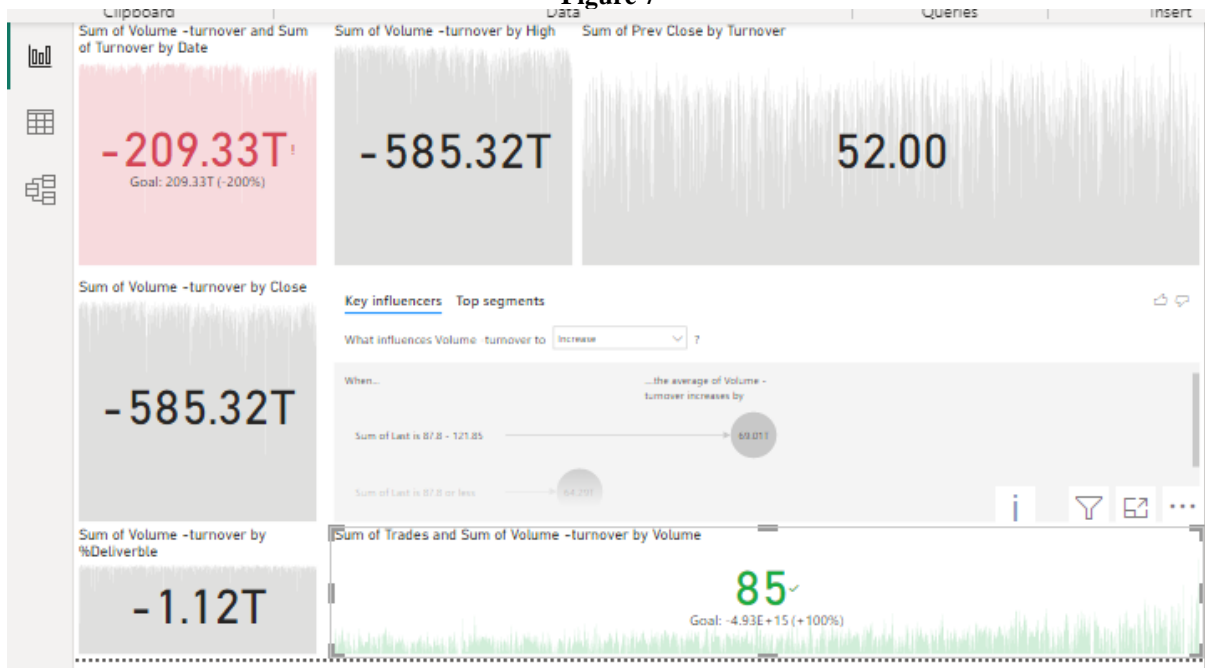 Figure 7
Clipboard Data Queries Insert
Sum of Volume -turnover and Sum
of Turnover by Date
Sum of Volume -turnover by High
Sum of Prev Close by Turnover
-209.33T!
Goal: 209.33T (-200%)
-585.32T
52.00
Sum of Volume -turnover by Close
-585.32T
Key influencers Top segments
What influences Volume -turnover to Increase ?
When...
...the average of Volume -
turnover increases by
Sum of Last is 87.8 - 121.85
Sum of Last is 87.8 or less
64.29T
Sum of Volume -turnover by
%Deliverble
-1.12T
Sum of Trades and Sum of Volume -turnover by Volume
85
Goal: -4.93E+15 (+100%)